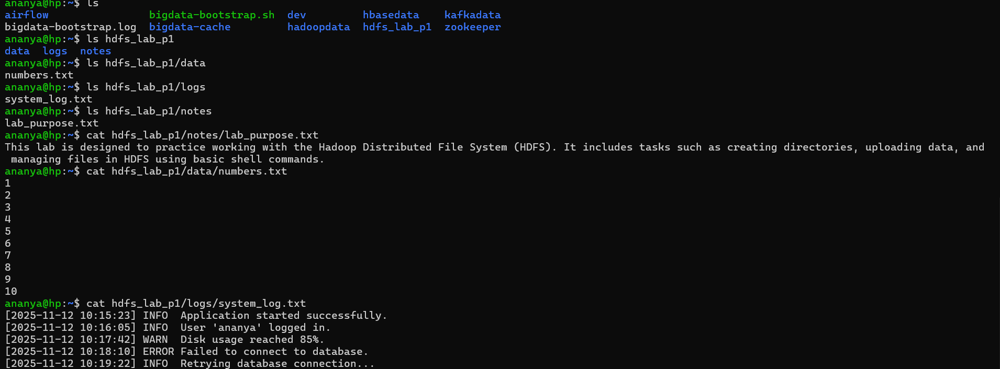 ananya@hp:~$ ls
airflow                bigdata-bootstrap.sh  dev         hbasedata    kafkadata
bigdata-bootstrap.log  bigdata-cache         hadoopdata  hdfs_lab_p1  zookeeper
ananya@hp:~$ ls hdfs_lab_p1
data  logs  notes
ananya@hp:~$ ls hdfs_lab_p1/data
numbers.txt
ananya@hp:~$ ls hdfs_lab_p1/logs
system_log.txt
ananya@hp:~$ ls hdfs_lab_p1/notes
lab_purpose.txt
ananya@hp:~$ cat hdfs_lab_p1/notes/lab_purpose.txt
This lab is designed to practice working with the Hadoop Distributed File System (HDFS). It includes tasks such as creating directories, uploading data, and
 managing files in HDFS using basic shell commands.
ananya@hp:~$ cat hdfs_lab_p1/data/numbers.txt
1
2
3
4
5
6
7
8
9
10
ananya@hp:~$ cat hdfs_lab_p1/logs/system_log.txt
[2025-11-12 10:15:23] INFO  Application started successfully.
[2025-11-12 10:16:05] INFO  User 'ananya' logged in.
[2025-11-12 10:17:42] WARN  Disk usage reached 85%.
[2025-11-12 10:18:10] ERROR Failed to connect to database.
[2025-11-12 10:19:22] INFO  Retrying database connection...